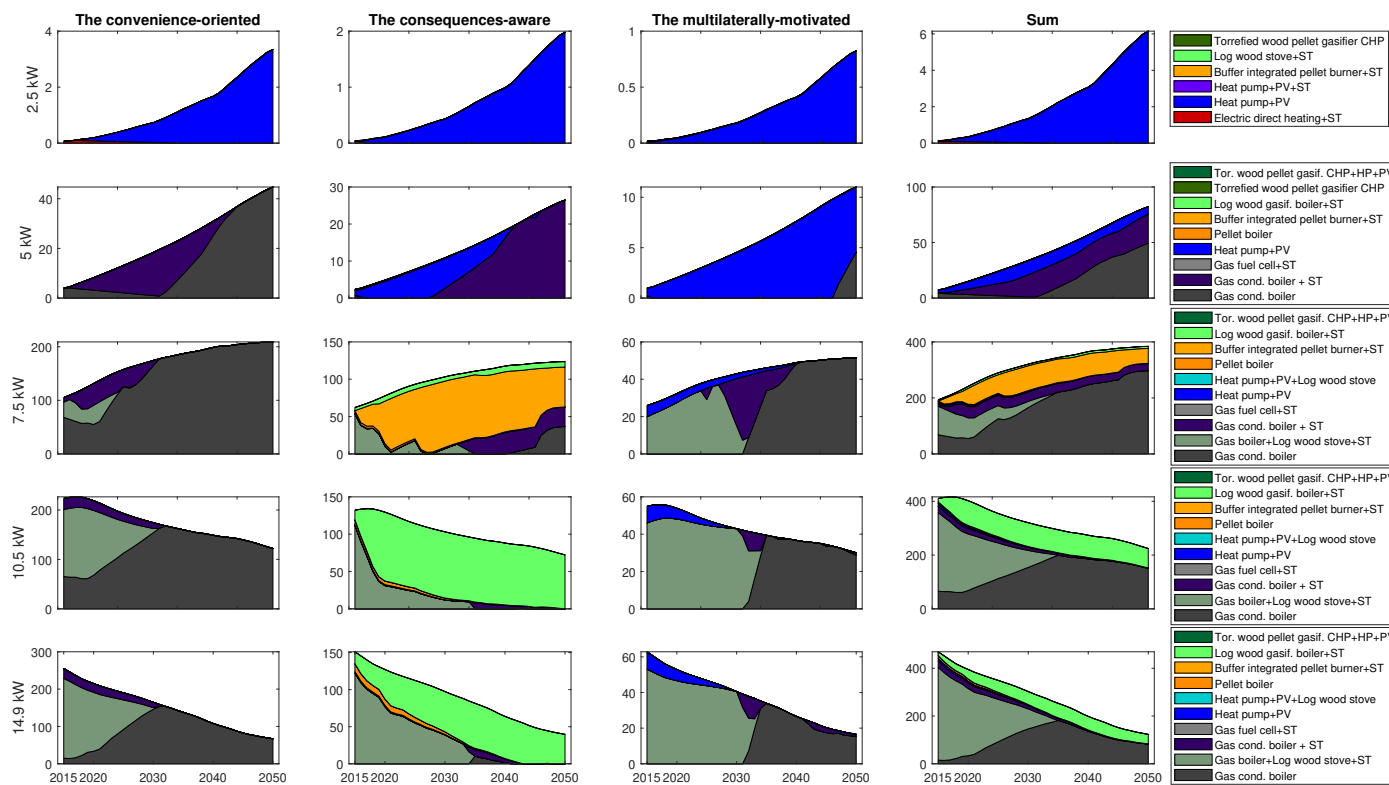 The convenience-oriented
The consequences-aware
The multilaterally-motivated
Sum
2.5 kW
4
2
0
2
1
0
1
0.5
0
6
4
2
0
Torrefied wood pellet gasifier CHP
Log wood stove+ST
Buffer integrated pellet burner+ST
Heat pump+PV+ST
Heat pump+PV
Electric direct heating+ST
5 kW
40
20
0
30
20
10
0
10
5
0
100
50
0
Tor. wood pellet gasif. CHP+HP+PV
Torrefied wood pellet gasifier CHP
Log wood gasif. boiler+ST
Buffer integrated pellet burner+ST
Pellet boiler
Heat pump+PV
Gas fuel cell+ST
Gas cond. boiler + ST
Gas cond. boiler
7.5 kW
200
100
0
150
100
50
0
60
40
20
0
400
200
0
Tor. wood pellet gasif. CHP+HP+PV
Log wood gasif. boiler+ST
Buffer integrated pellet burner+ST
Pellet boiler
Heat pump+PV+Log wood stove
Heat pump+PV
Gas fuel cell+ST
Gas cond. boiler + ST
Gas boiler+Log wood stove+ST
Gas cond. boiler
10.5 kW
200
100
0
150
100
50
0
60
40
20
0
400
200
0
Tor. wood pellet gasif. CHP+HP+PV
Log wood gasif. boiler+ST
Buffer integrated pellet burner+ST
Pellet boiler
Heat pump+PV+Log wood stove
Heat pump+PV
Gas fuel cell+ST
Gas cond. boiler + ST
Gas boiler+Log wood stove+ST
Gas cond. boiler
14.9 kW
300
200
100
0
150
100
50
0
60
40
20
0
400
200
0
2015 2020 2030 2040 2050
2015 2020 2030 2040 2050
2015 2020 2030 2040 2050
2015 2020 2030 2040 2050
Tor. wood pellet gasif. CHP+HP+PV
Log wood gasif. boiler+ST
Buffer integrated pellet burner+ST
Pellet boiler
Heat pump+PV+Log wood stove
Heat pump+PV
Gas fuel cell+ST
Gas cond. boiler + ST
Gas boiler+Log wood stove+ST
Gas cond. boiler